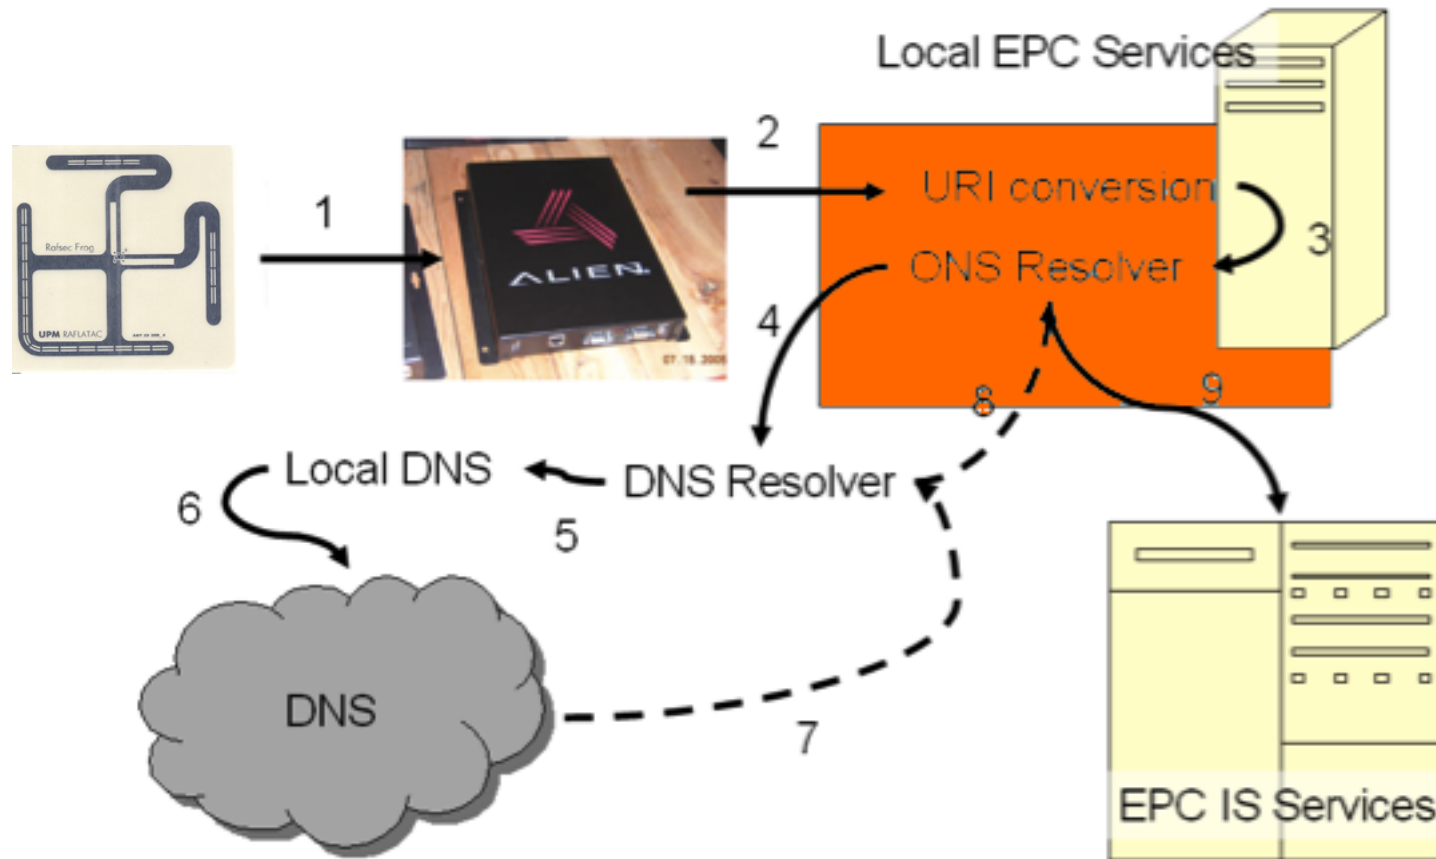 Local EPC Services
2
URI conversion
1
Rafsec Frog
ALIEN
3
ONS Resolver
4
UPM RAFLATAC
07.18.2005
8
9
Local DNS
DNS Resolver
6
5
DNS
7
EPC IS Services